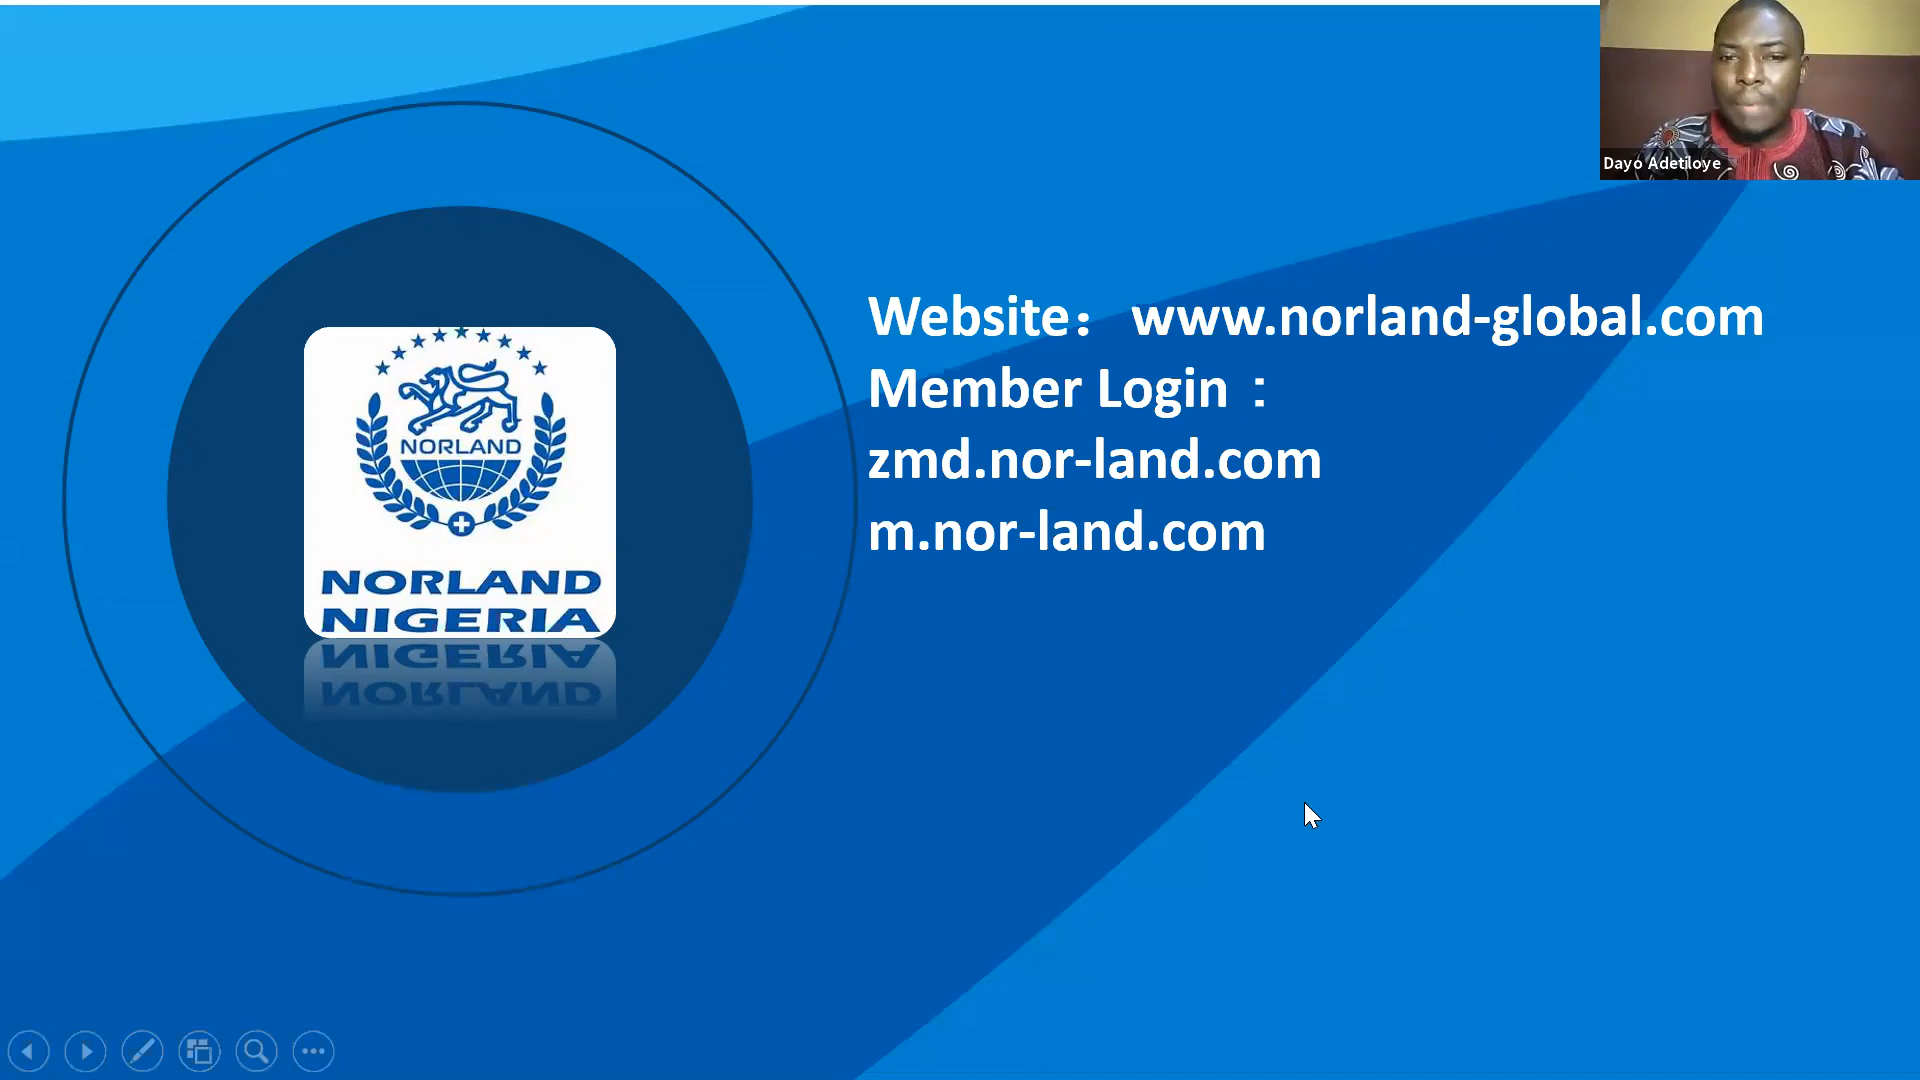 Dayo Adetiloye
NORLAND
NORLAND
NIGERIA
Website： www.norland-global.com
Member Login ：
zmd.nor-land.com
m.nor-land.com